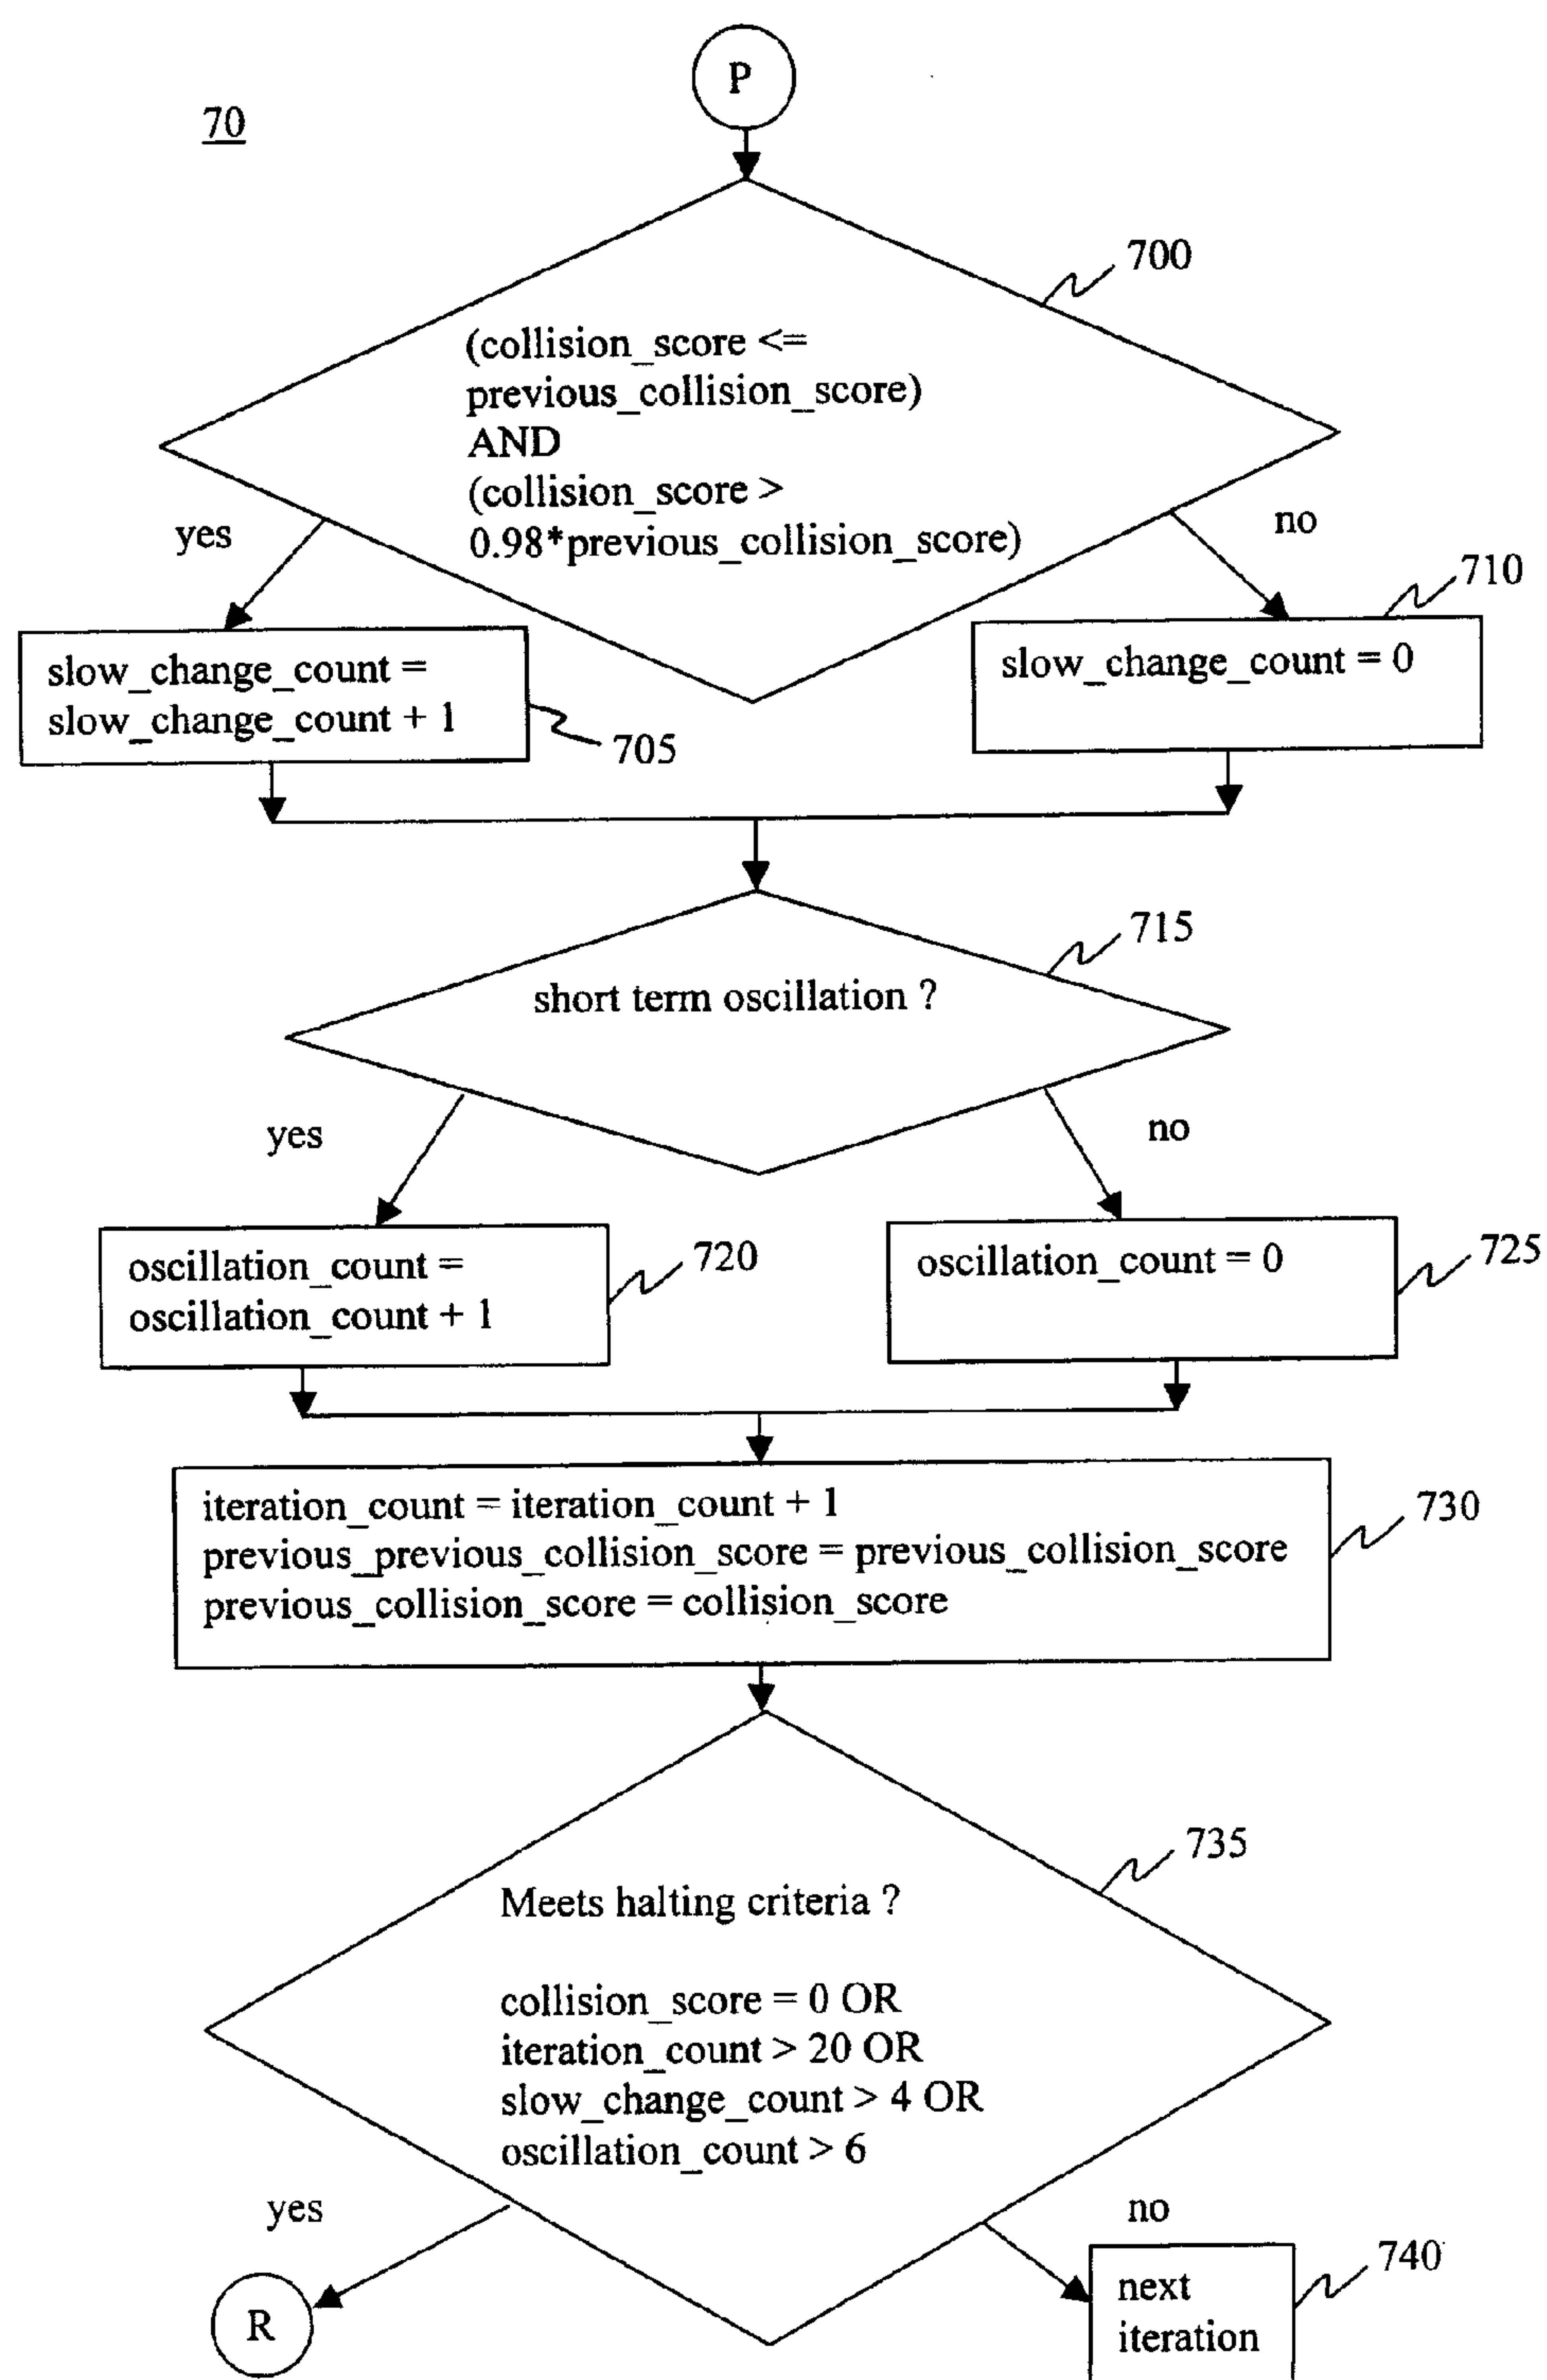 P
70
700
(collision_score <=
previous_collision_score)
AND
(collision_score >
0.98*previous_collision_score)
yes
no
710
slow_change_count =
slow_change_count + 1
705
slow_change_count = 0
715
short term oscillation ?
yes
no
oscillation_count =
oscillation_count + 1
720
oscillation_count = 0
725
iteration_count = iteration_count + 1
previous_previous_collision_score = previous_collision_score
previous_collision_score = collision_score
730
735
Meets halting criteria ?
collision_score = 0 OR
iteration_count > 20 OR
slow_change_count > 4 OR
oscillation_count > 6
yes
no
R
next
iteration
740